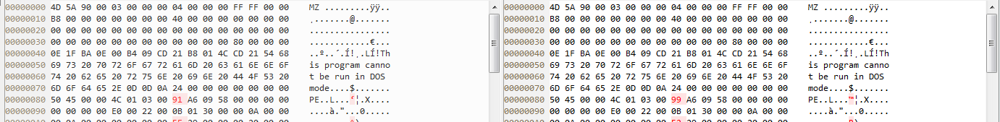 00000000 4D 5A 90 00 03 00 00 00 04 00 00 00 FF FF 00 00 MZ .........ÿÿ..
00000010 B8 00 00 00 00 00 00 00 40 00 00 00 00 00 00 00 ¸.......@.......
00000020 00 00 00 00 00 00 00 00 00 00 00 00 00 00 00 00 ................
00000030 00 00 00 00 00 00 00 00 00 00 00 00 80 00 00 00 ............€...
00000040 0E 1F BA 0E 00 B4 09 CD 21 B8 01 4C CD 21 54 68 ..º..´.Í!¸.LÍ!Th
00000050 69 73 20 70 72 6F 67 72 61 6D 20 63 61 6E 6E 6F is program canno
00000060 74 20 62 65 20 72 75 6E 20 69 6E 20 44 4F 53 20 t be run in DOS
00000070 6D 6F 64 65 2E 0D 0D 0A 24 00 00 00 00 00 00 00 mode....$.......
00000080 50 45 00 00 4C 01 03 00 91 A6 09 58 00 00 00 00 PE..L...‘¦.X....
00000090 00 00 00 00 E0 00 22 00 0B 01 30 00 00 0A 00 00 ....à."...0.....
00000000 4D 5A 90 00 03 00 00 00 04 00 00 00 FF FF 00 00 MZ .........ÿÿ..
00000010 B8 00 00 00 00 00 00 00 40 00 00 00 00 00 00 00 ¸.......@.......
00000020 00 00 00 00 00 00 00 00 00 00 00 00 00 00 00 00 ................
00000030 00 00 00 00 00 00 00 00 00 00 00 00 80 00 00 00 ............€...
00000040 0E 1F BA 0E 00 B4 09 CD 21 B8 01 4C CD 21 54 68 ..º..´.Í!¸.LÍ!Th
00000050 69 73 20 70 72 6F 67 72 61 6D 20 63 61 6E 6E 6F is program canno
00000060 74 20 62 65 20 72 75 6E 20 69 6E 20 44 4F 53 20 t be run in DOS
00000070 6D 6F 64 65 2E 0D 0D 0A 24 00 00 00 00 00 00 00 mode....$.......
00000080 50 45 00 00 4C 01 03 00 99 A6 09 58 00 00 00 00 PE..L...™¦.X....
00000090 00 00 00 00 E0 00 22 00 0B 01 30 00 00 0A 00 00 ....à."...0.....